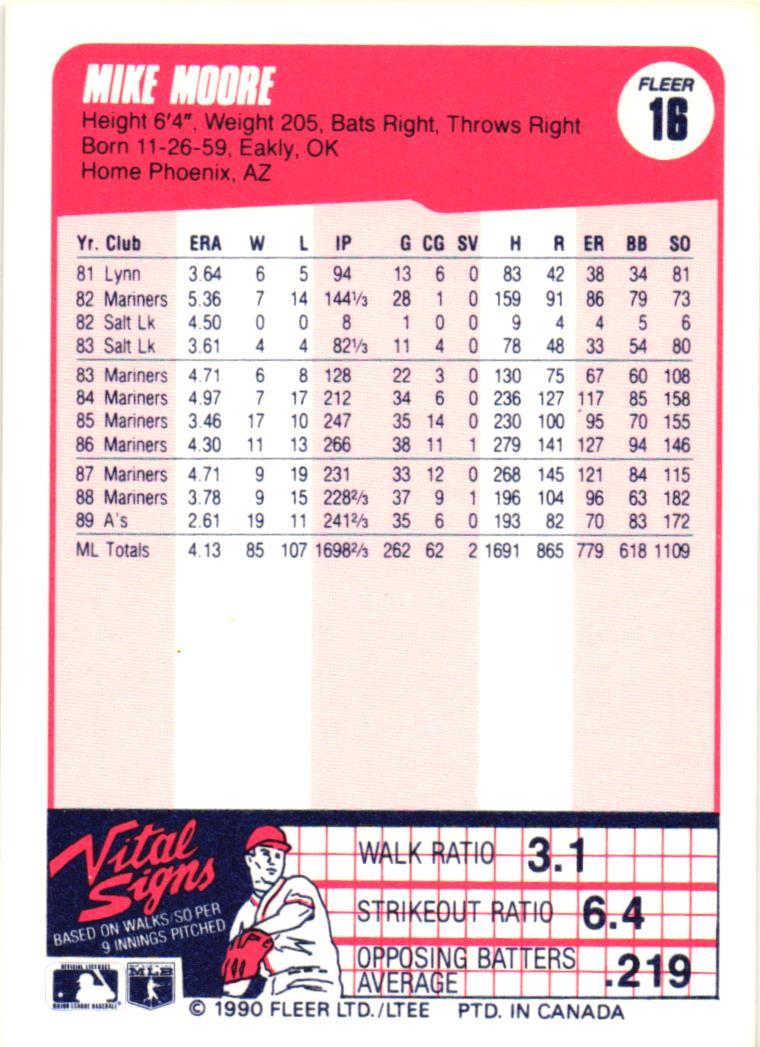 MIKE MOORE
FLEER
16
Height 6'4", Weight 205, Bats Right, Throws Right
Born 11-26-59, Eakly, OK
Home Phoenix, AZ
Yr. Club ERA W L IP G CG SV H R ER BB SO
81 Lynn 3.64 6 5 94 13 6 0 83 42 38 34 81
82 Mariners 5.36 7 14 144⅓ 28 1 0 159 91 86 79 73
82 Salt Lk 4.50 0 0 8 1 0 0 9 4 4 5 6
83 Salt Lk 3.61 4 4 82⅓ 11 4 0 78 48 33 54 80
83 Mariners 4.71 6 8 128 22 3 0 130 75 67 60 108
84 Mariners 4.97 7 17 212 34 6 0 236 127 117 85 158
85 Mariners 3.46 17 10 247 35 14 0 230 100 95 70 155
86 Mariners 4.30 11 13 266 38 11 1 279 141 127 94 146
87 Mariners 4.71 9 19 231 33 12 0 268 145 121 84 115
88 Mariners 3.78 9 15 228⅔ 37 9 1 196 104 96 63 182
89 A's 2.61 19 11 241⅔ 35 6 0 193 82 70 83 172
ML Totals 4.13 85 107 1698⅔ 262 62 2 1691 865 779 618 1109
Vital
Signs
BASED ON WALKS/SO PER
9 INNINGS PITCHED
WALK RATIO 3.1
STRIKEOUT RATIO 6.4
OPPOSING BATTERS
AVERAGE .219
OFFICIAL LICENSEE
MAJOR LEAGUE BASEBALL
© 1990 FLEER LTD./LTEE PTD. IN CANADA